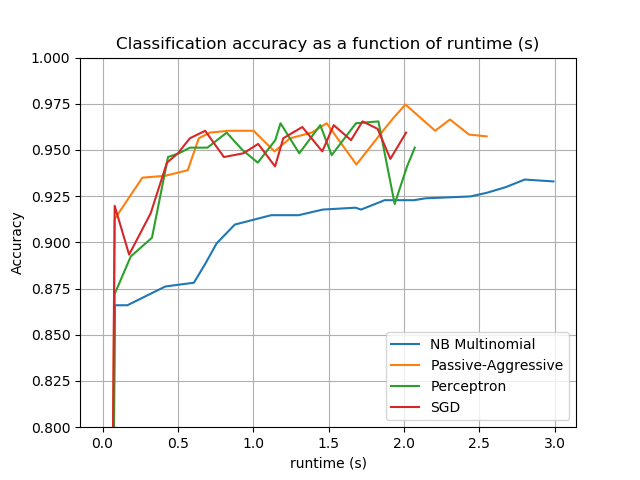 Classification accuracy as a function of runtime (s)
1.000
0.975
0.950
0.925
0.900
0.875
0.850
0.825
0.800
Accuracy
NB Multinomial
Passive-Aggressive
Perceptron
SGD
0.0 0.5 1.0 1.5 2.0 2.5 3.0
runtime (s)